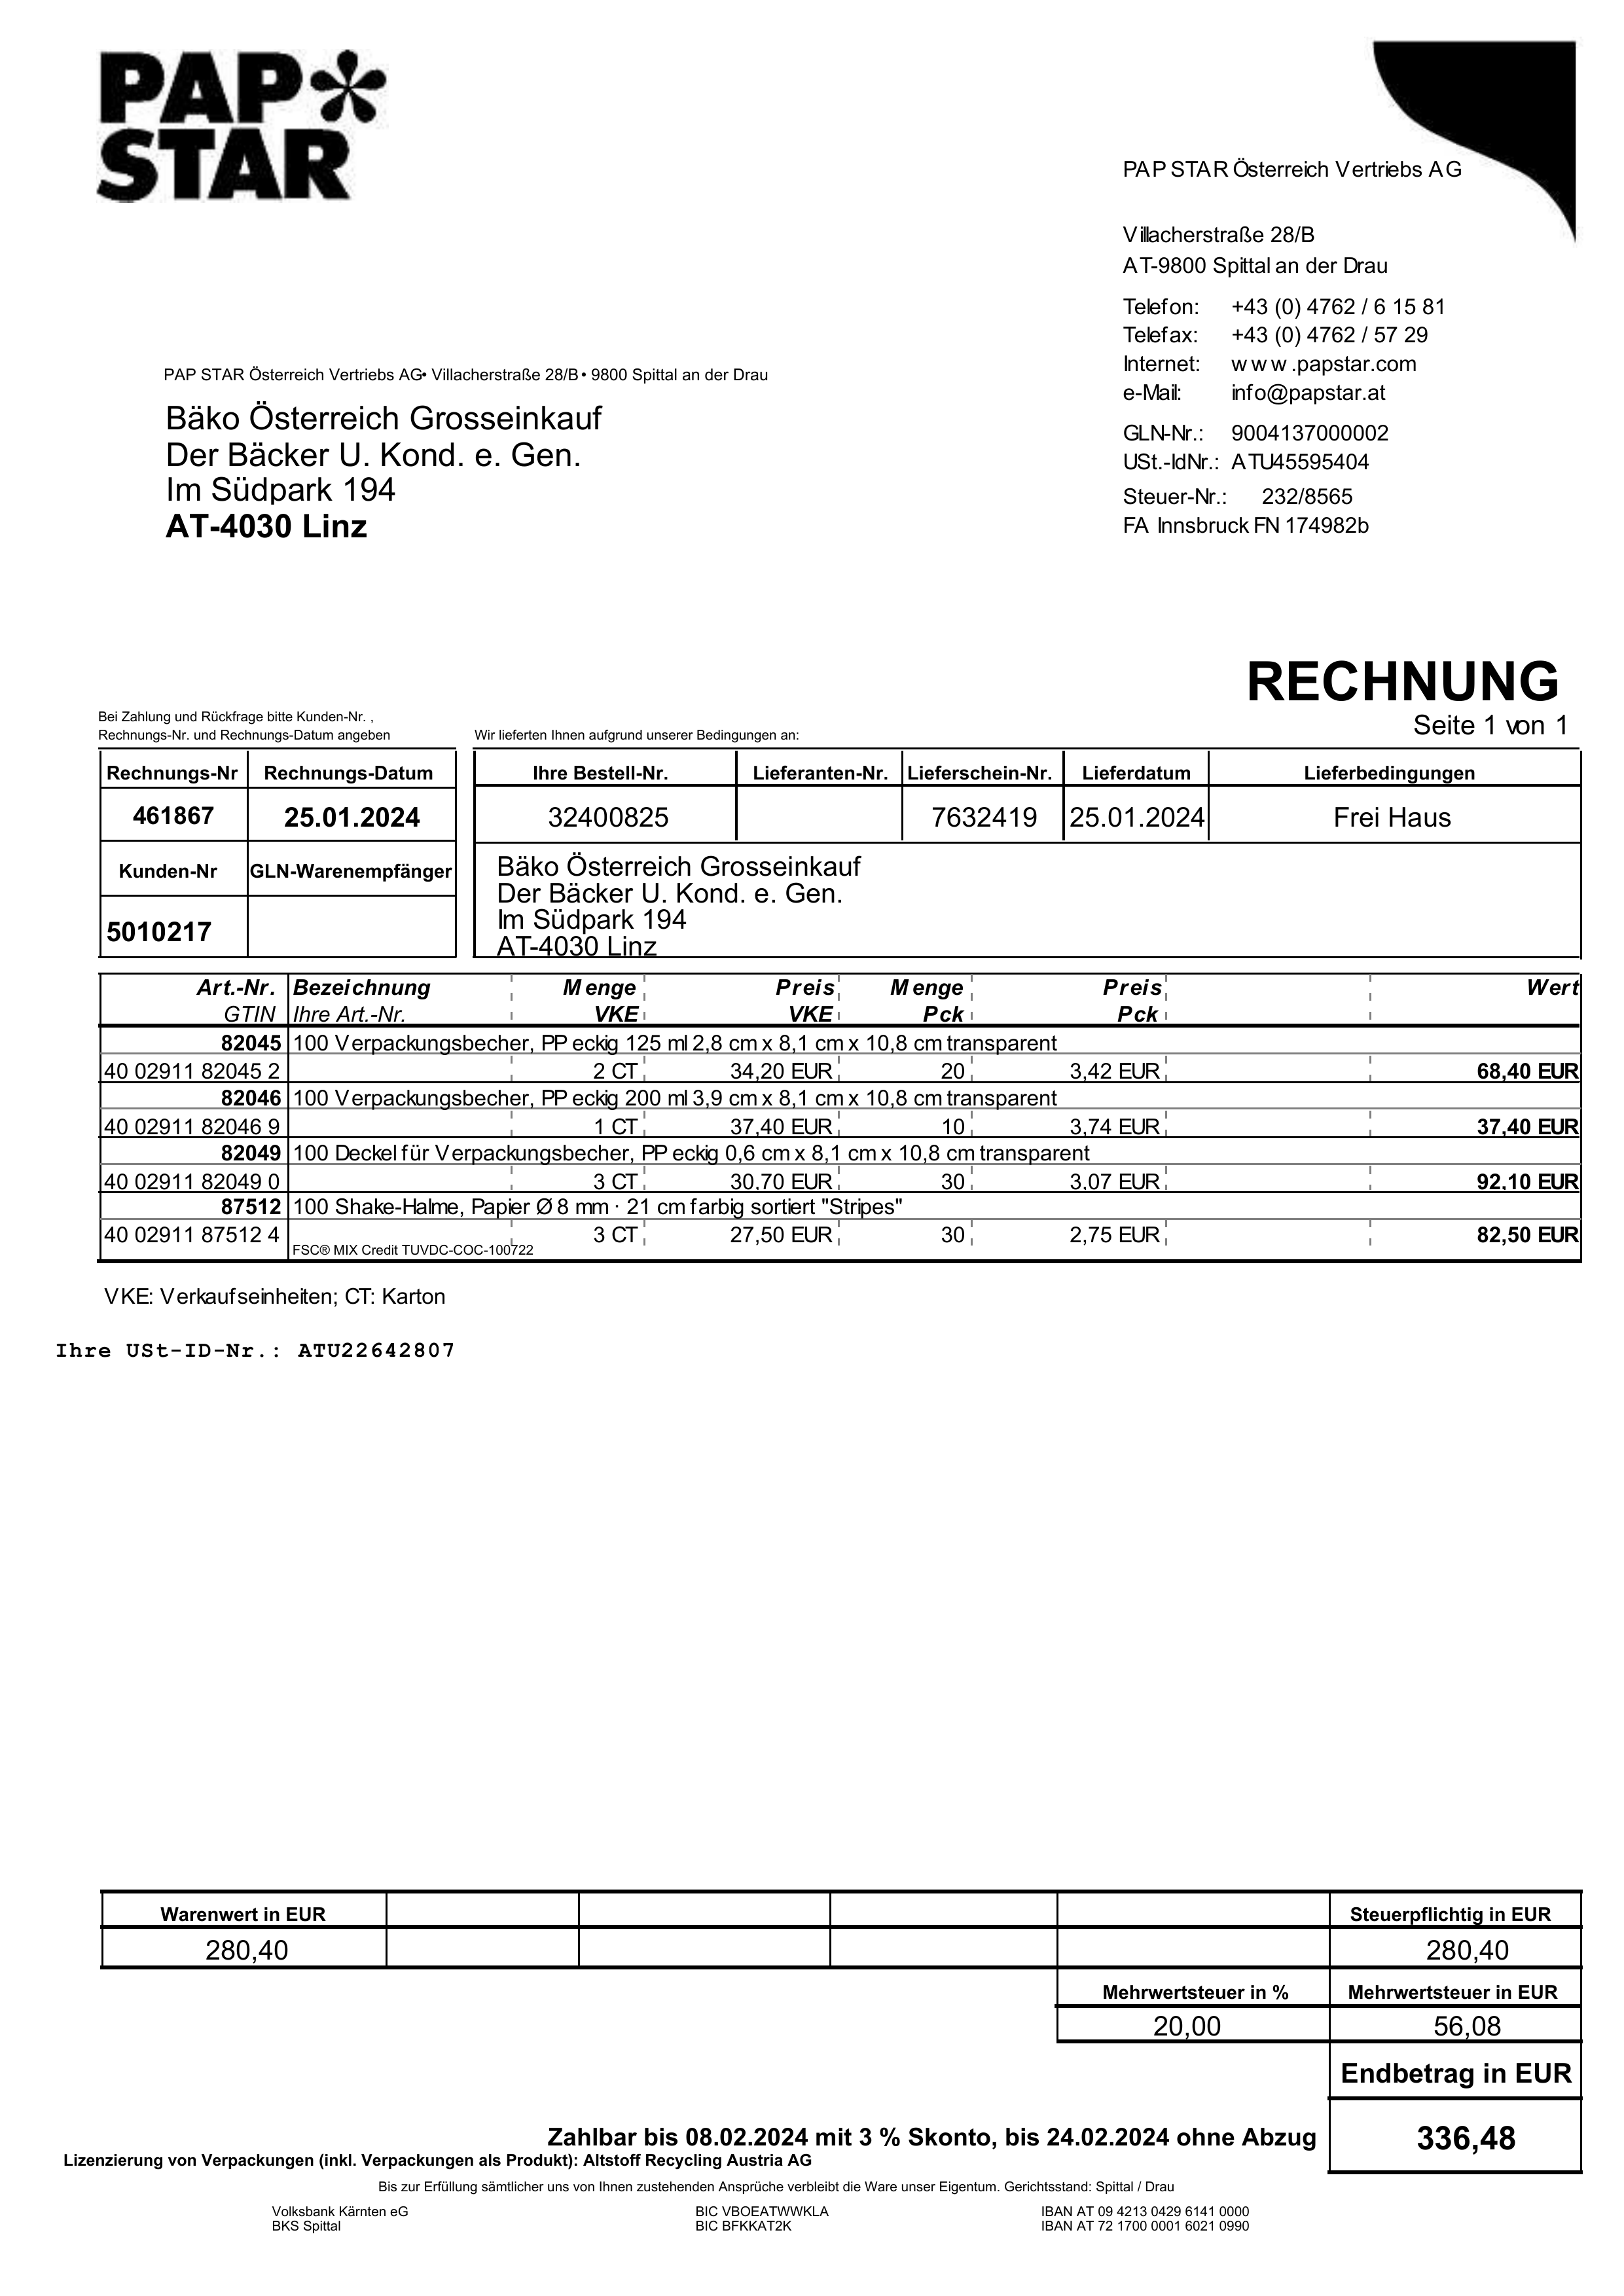 PAP*
STAR
PAP STAR Österreich Vertriebs AG
Villacherstraße 28/B
AT-9800 Spittal an der Drau
Telefon: +43 (0) 4762 / 6 15 81
Telefax: +43 (0) 4762 / 57 29
Internet: www.papstar.com
e-Mail: info@papstar.at
GLN-Nr.: 9004137000002
USt.-IdNr.: ATU45595404
Steuer-Nr.: 232/8565
FA Innsbruck FN 174982b
PAP STAR Österreich Vertriebs AG• Villacherstraße 28/B • 9800 Spittal an der Drau
Bäko Österreich Grosseinkauf
Der Bäcker U. Kond. e. Gen.
Im Südpark 194
AT-4030 Linz
RECHNUNG
Seite 1 von 1
Bei Zahlung und Rückfrage bitte Kunden-Nr. ,
Rechnungs-Nr. und Rechnungs-Datum angeben
Wir lieferten Ihnen aufgrund unserer Bedingungen an:
Rechnungs-Nr Rechnungs-Datum
461867 25.01.2024
Kunden-Nr GLN-Warenempfänger
5010217
Ihre Bestell-Nr. Lieferanten-Nr. Lieferschein-Nr. Lieferdatum Lieferbedingungen
32400825 7632419 25.01.2024 Frei Haus
Bäko Österreich Grosseinkauf
Der Bäcker U. Kond. e. Gen.
Im Südpark 194
AT-4030 Linz
Art.-Nr. Bezeichnung Menge Preis Menge Preis Wert
GTIN Ihre Art.-Nr. VKE VKE Pck Pck
82045 100 Verpackungsbecher, PP eckig 125 ml 2,8 cm x 8,1 cm x 10,8 cm transparent
40 02911 82045 2 2 CT 34,20 EUR 20 3,42 EUR 68,40 EUR
82046 100 Verpackungsbecher, PP eckig 200 ml 3,9 cm x 8,1 cm x 10,8 cm transparent
40 02911 82046 9 1 CT 37,40 EUR 10 3,74 EUR 37,40 EUR
82049 100 Deckel für Verpackungsbecher, PP eckig 0,6 cm x 8,1 cm x 10,8 cm transparent
40 02911 82049 0 3 CT 30,70 EUR 30 3,07 EUR 92,10 EUR
87512 100 Shake-Halme, Papier Ø 8 mm · 21 cm farbig sortiert "Stripes"
40 02911 87512 4 3 CT 27,50 EUR 30 2,75 EUR 82,50 EUR
FSC® MIX Credit TUVDC-COC-100722
VKE: Verkaufseinheiten; CT: Karton
Ihre USt-ID-Nr.: ATU22642807
Warenwert in EUR Steuerpflichtig in EUR
280,40 280,40
Mehrwertsteuer in % Mehrwertsteuer in EUR
20,00 56,08
Endbetrag in EUR
Zahlbar bis 08.02.2024 mit 3 % Skonto, bis 24.02.2024 ohne Abzug 336,48
Lizenzierung von Verpackungen (inkl. Verpackungen als Produkt): Altstoff Recycling Austria AG
Bis zur Erfüllung sämtlicher uns von Ihnen zustehenden Ansprüche verbleibt die Ware unser Eigentum. Gerichtsstand: Spittal / Drau
Volksbank Kärnten eG BIC VBOEATWWKLA IBAN AT 09 4213 0429 6141 0000
BKS Spittal BIC BFKKAT2K IBAN AT 72 1700 0001 6021 0990